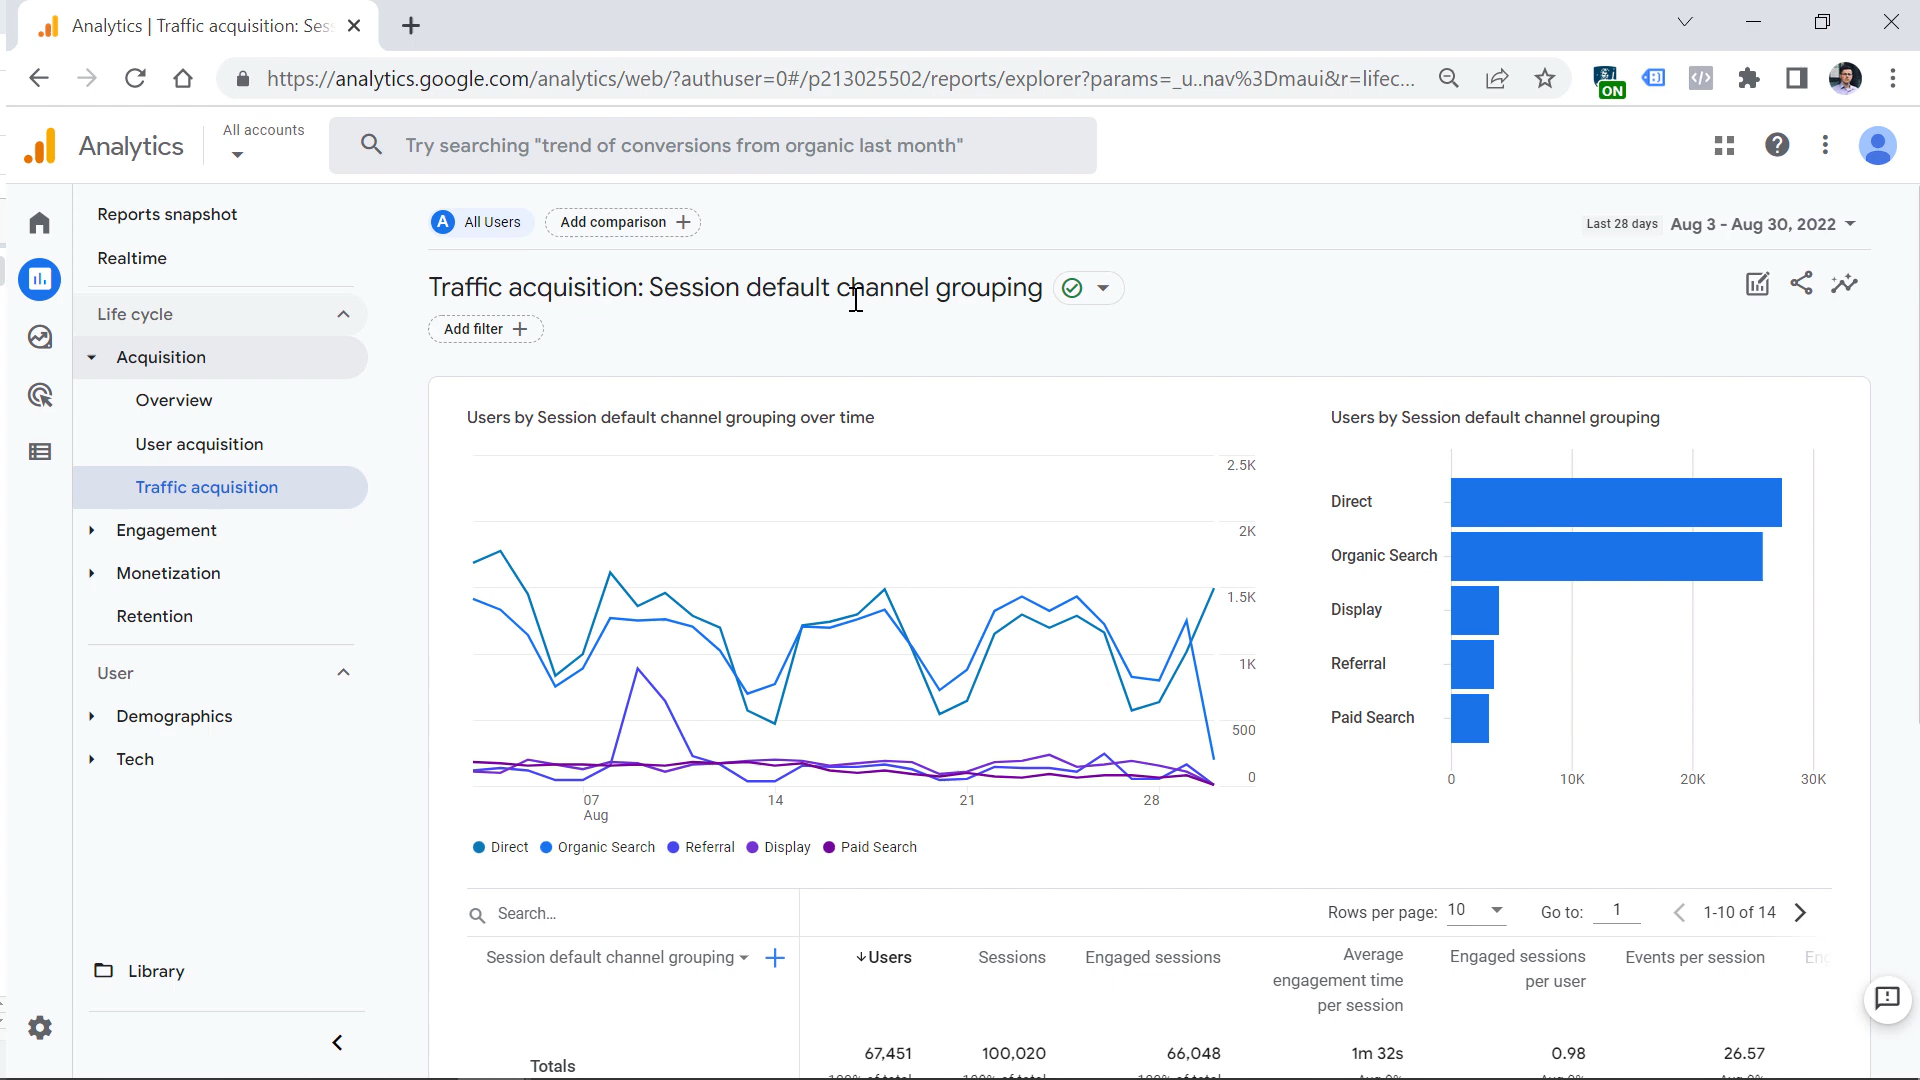 Analytics | Traffic acquisition: Ses
https://analytics.google.com/analytics/web/?authuser=0#/p213025502/reports/explorer?params=_u..nav%3Dmaui&r=lifec...
ON
Analytics
All accounts
Try searching "trend of conversions from organic last month"
Reports snapshot
Realtime
Life cycle
Acquisition
Overview
User acquisition
Traffic acquisition
Engagement
Monetization
Retention
User
Demographics
Tech
Library
A All Users
Add comparison
Last 28 days Aug 3 - Aug 30, 2022
Traffic acquisition: Session default channel grouping
Add filter
Users by Session default channel grouping over time
2.5K
2K
1.5K
1K
500
0
07
Aug
14
21
28
Direct Organic Search Referral Display Paid Search
Users by Session default channel grouping
Direct
Organic Search
Display
Referral
Paid Search
0 10K 20K 30K
Search...
Rows per page: 10 Go to: 1 1-10 of 14
Session default channel grouping
Users
Sessions
Engaged sessions
Average
engagement time
per session
Engaged sessions
per user
Events per session
Totals
67,451 100,020 66,048 1m 32s 0.98 26.57